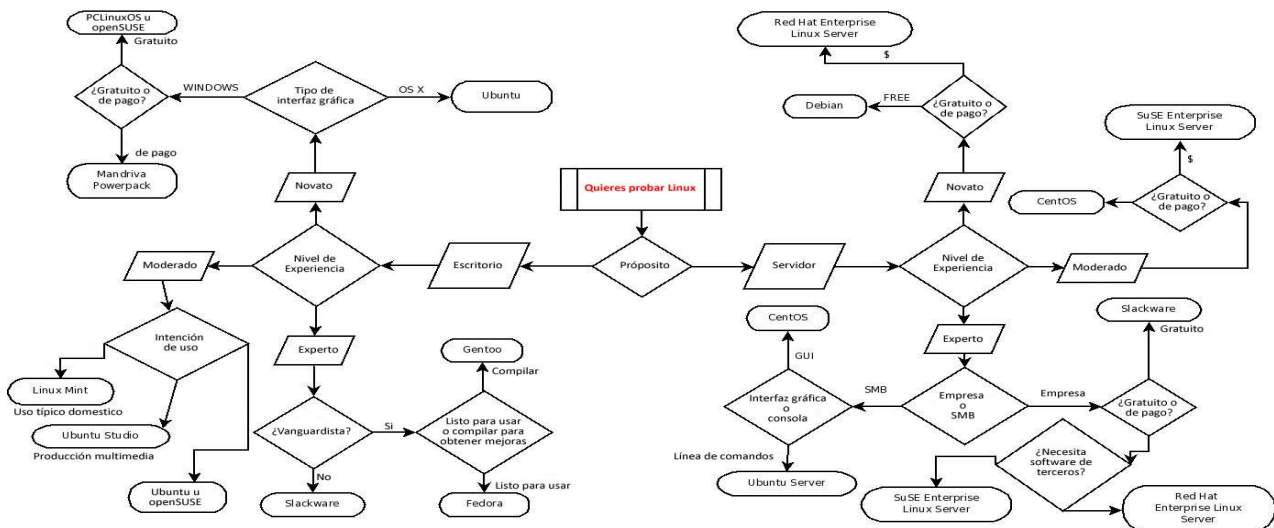 PCLinuxOS u
openSUSE
Gratuito
¿Gratuito o
de pago?
WINDOWS
Tipo de
interfaz gráfica
OS X
Ubuntu
de pago
Mandriva
Powerpack
Novato
Quieres probar Linux
Red Hat Enterprise
Linux Server
$
Debian
FREE
¿Gratuito o
de pago?
SuSE Enterprise
Linux Server
$
CentOS
¿Gratuito o
de pago?
Novato
Moderado
Nivel de
Experiencia
Escritorio
Própósito
Servidor
Nivel de
Experiencia
Moderado
Intención
de uso
Linux Mint
Uso típico domestico
Ubuntu Studio
Producción multimedia
Ubuntu u
openSUSE
Experto
¿Vanguardista?
Si
No
Slackware
Gentoo
Compilar
Listo para usar
o compilar para
obtener mejoras
Listo para usar
Fedora
Experto
CentOS
GUI
Interfaz gráfica
o
consola
SMB
Empresa
o
SMB
Empresa
Línea de comandos
Ubuntu Server
Slackware
Gratuito
¿Gratuito o
de pago?
¿Necesita
software de
terceros?
SuSE Enterprise
Linux Server
Red Hat
Enterprise Linux
Server